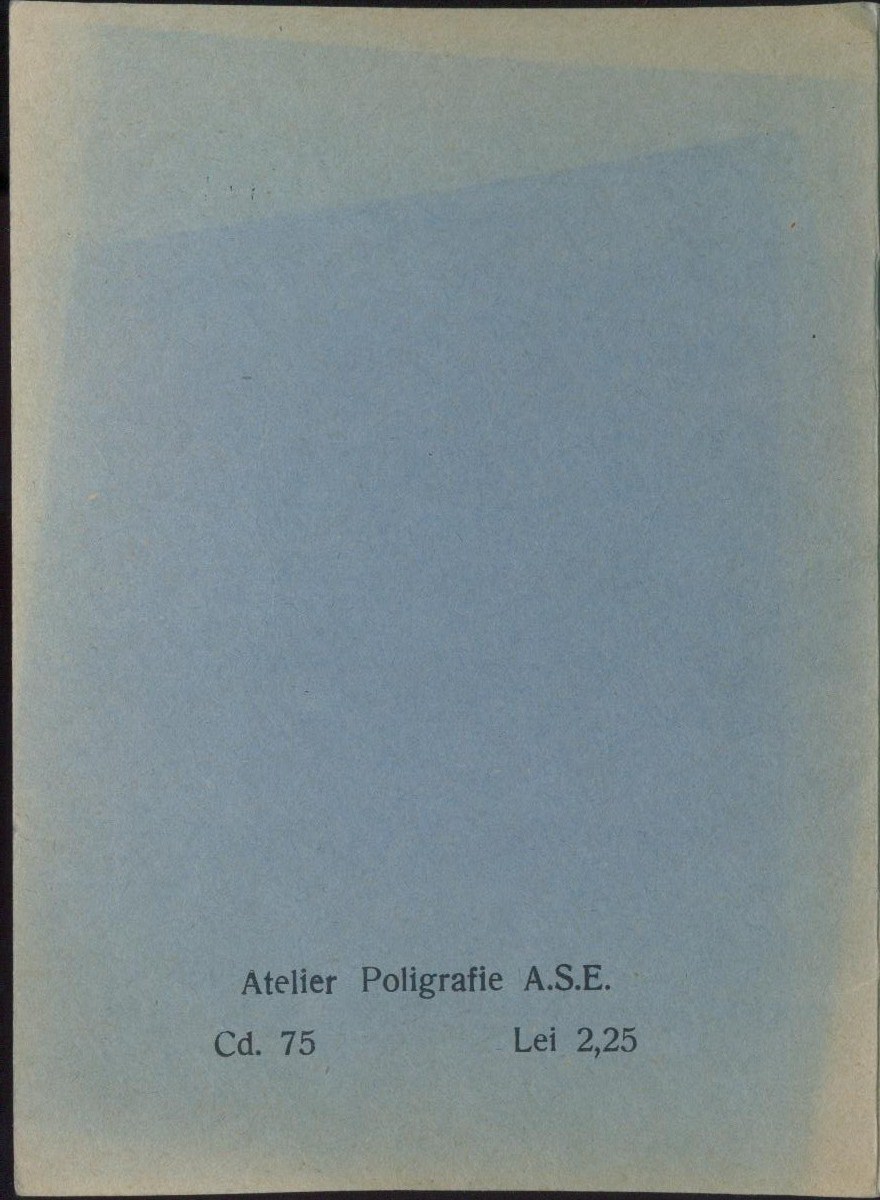 Atelier Poligrafie A.S.E.
Cd. 75 Lei 2,25